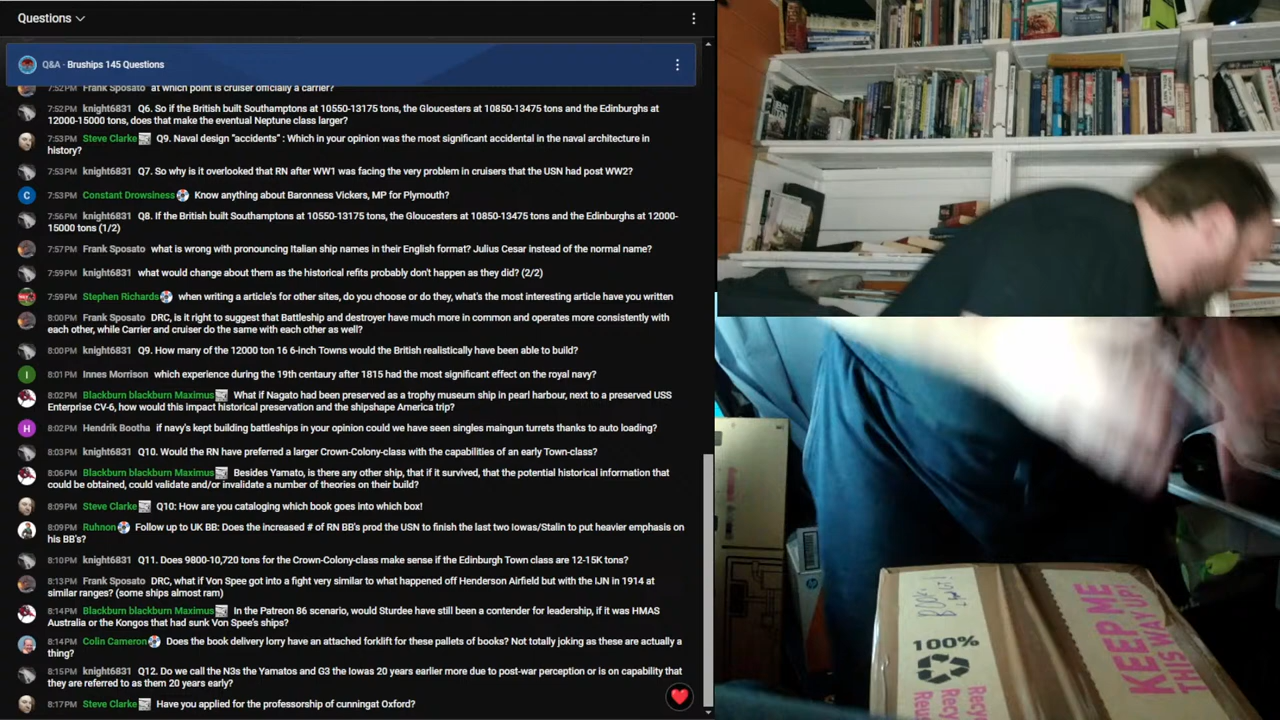 Questions
Q&A · Bruships 145 Questions
7:52PM Frank Sposato at which point is cruiser officially a carrier?
7:52PM knight6831 Q6. So if the British built Southamptons at 10550-13175 tons, the Gloucesters at 10850-13475 tons and the Edinburghs at
12000-15000 tons, does that make the eventual Neptune class larger?
7:53PM Steve Clarke Q9. Naval design "accidents" : Which in your opinion was the most significant accidental in the naval architecture in
history?
7:53PM knight6831 Q7. So why is it overlooked that RN after WW1 was facing the very problem in cruisers that the USN had post WW2?
C 7:53PM Constant Drowsiness Know anything about Baronness Vickers, MP for Plymouth?
7:56PM knight6831 Q8. If the British built Southamptons at 10550-13175 tons, the Gloucesters at 10850-13475 tons and the Edinburghs at 12000-
15000 tons (1/2)
7:57PM Frank Sposato what is wrong with pronouncing Italian ship names in their English format? Julius Cesar instead of the normal name?
7:59PM knight6831 what would change about them as the historical refits probably don't happen as they did? (2/2)
7:59PM Stephen Richards when writing a article's for other sites, do you choose or do they, what's the most interesting article have you written
8:00PM Frank Sposato DRC, is it right to suggest that Battleship and destroyer have much more in common and operates more consistently with
each other, while Carrier and cruiser do the same with each other as well?
8:00PM knight6831 Q9. How many of the 12000 ton 16 6-inch Towns would the British realistically have been able to build?
I 8:01PM Innes Morrison which experience during the 19th centaury after 1815 had the most significant effect on the royal navy?
8:02PM Blackburn blackburn Maximus What if Nagato had been preserved as a trophy museum ship in pearl harbour, next to a preserved USS
Enterprise CV-6, how would this impact historical preservation and the shipshape America trip?
H 8:02PM Hendrik Bootha if navy's kept building battleships in your opinion could we have seen singles maingun turrets thanks to auto loading?
8:03PM knight6831 Q10. Would the RN have preferred a larger Crown-Colony-class with the capabilities of an early Town-class?
8:06PM Blackburn blackburn Maximus Besides Yamato, is there any other ship, that if it survived, that the potential historical information that
could be obtained, could validate and/or invalidate a number of theories on their build?
8:09PM Steve Clarke Q10: How are you cataloging which book goes into which box!
8:09PM Ruhnon Follow up to UK BB: Does the increased # of RN BB's prod the USN to finish the last two Iowas/Stalin to put heavier emphasis on
his BB's?
8:10PM knight6831 Q11. Does 9800-10,720 tons for the Crown-Colony-class make sense if the Edinburgh Town class are 12-15K tons?
8:13PM Frank Sposato DRC, what if Von Spee got into a fight very similar to what happened off Henderson Airfield but with the IJN in 1914 at
similar ranges? (some ships almost ram)
8:14PM Blackburn blackburn Maximus In the Patreon 86 scenario, would Sturdee have still been a contender for leadership, if it was HMAS
Australia or the Kongos that had sunk Von Spee's ships?
8:14PM Colin Cameron Does the book delivery lorry have an attached forklift for these pallets of books? Not totally joking as these are actually a
thing?
8:15PM knight6831 Q12. Do we call the N3s the Yamatos and G3 the Iowas 20 years earlier more due to post-war perception or is on capability that
they are referred to as them 20 years early?
8:17PM Steve Clarke Have you applied for the professorship of cunningat Oxford?
100%
KEEP ME
THIS WAY UP!